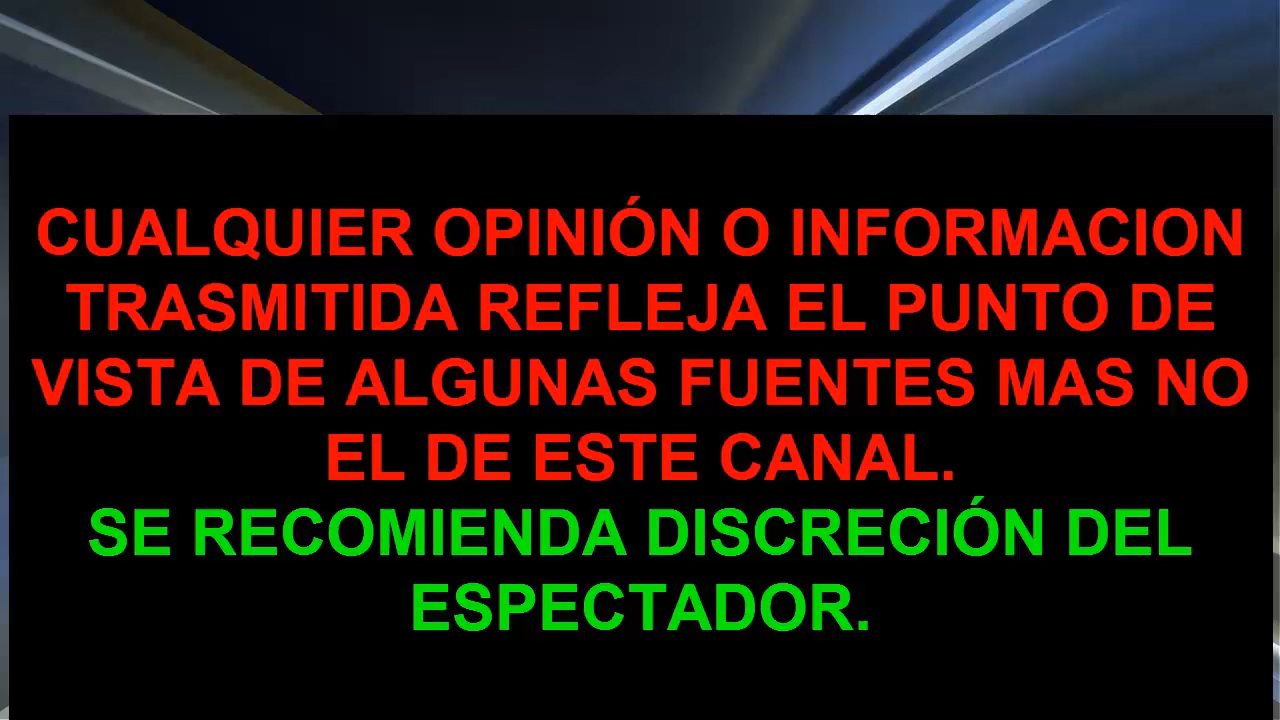 CUALQUIER OPINIÓN O INFORMACION
TRASMITIDA REFLEJA EL PUNTO DE
VISTA DE ALGUNAS FUENTES MAS NO
EL DE ESTE CANAL.
SE RECOMIENDA DISCRECIÓN DEL
ESPECTADOR.